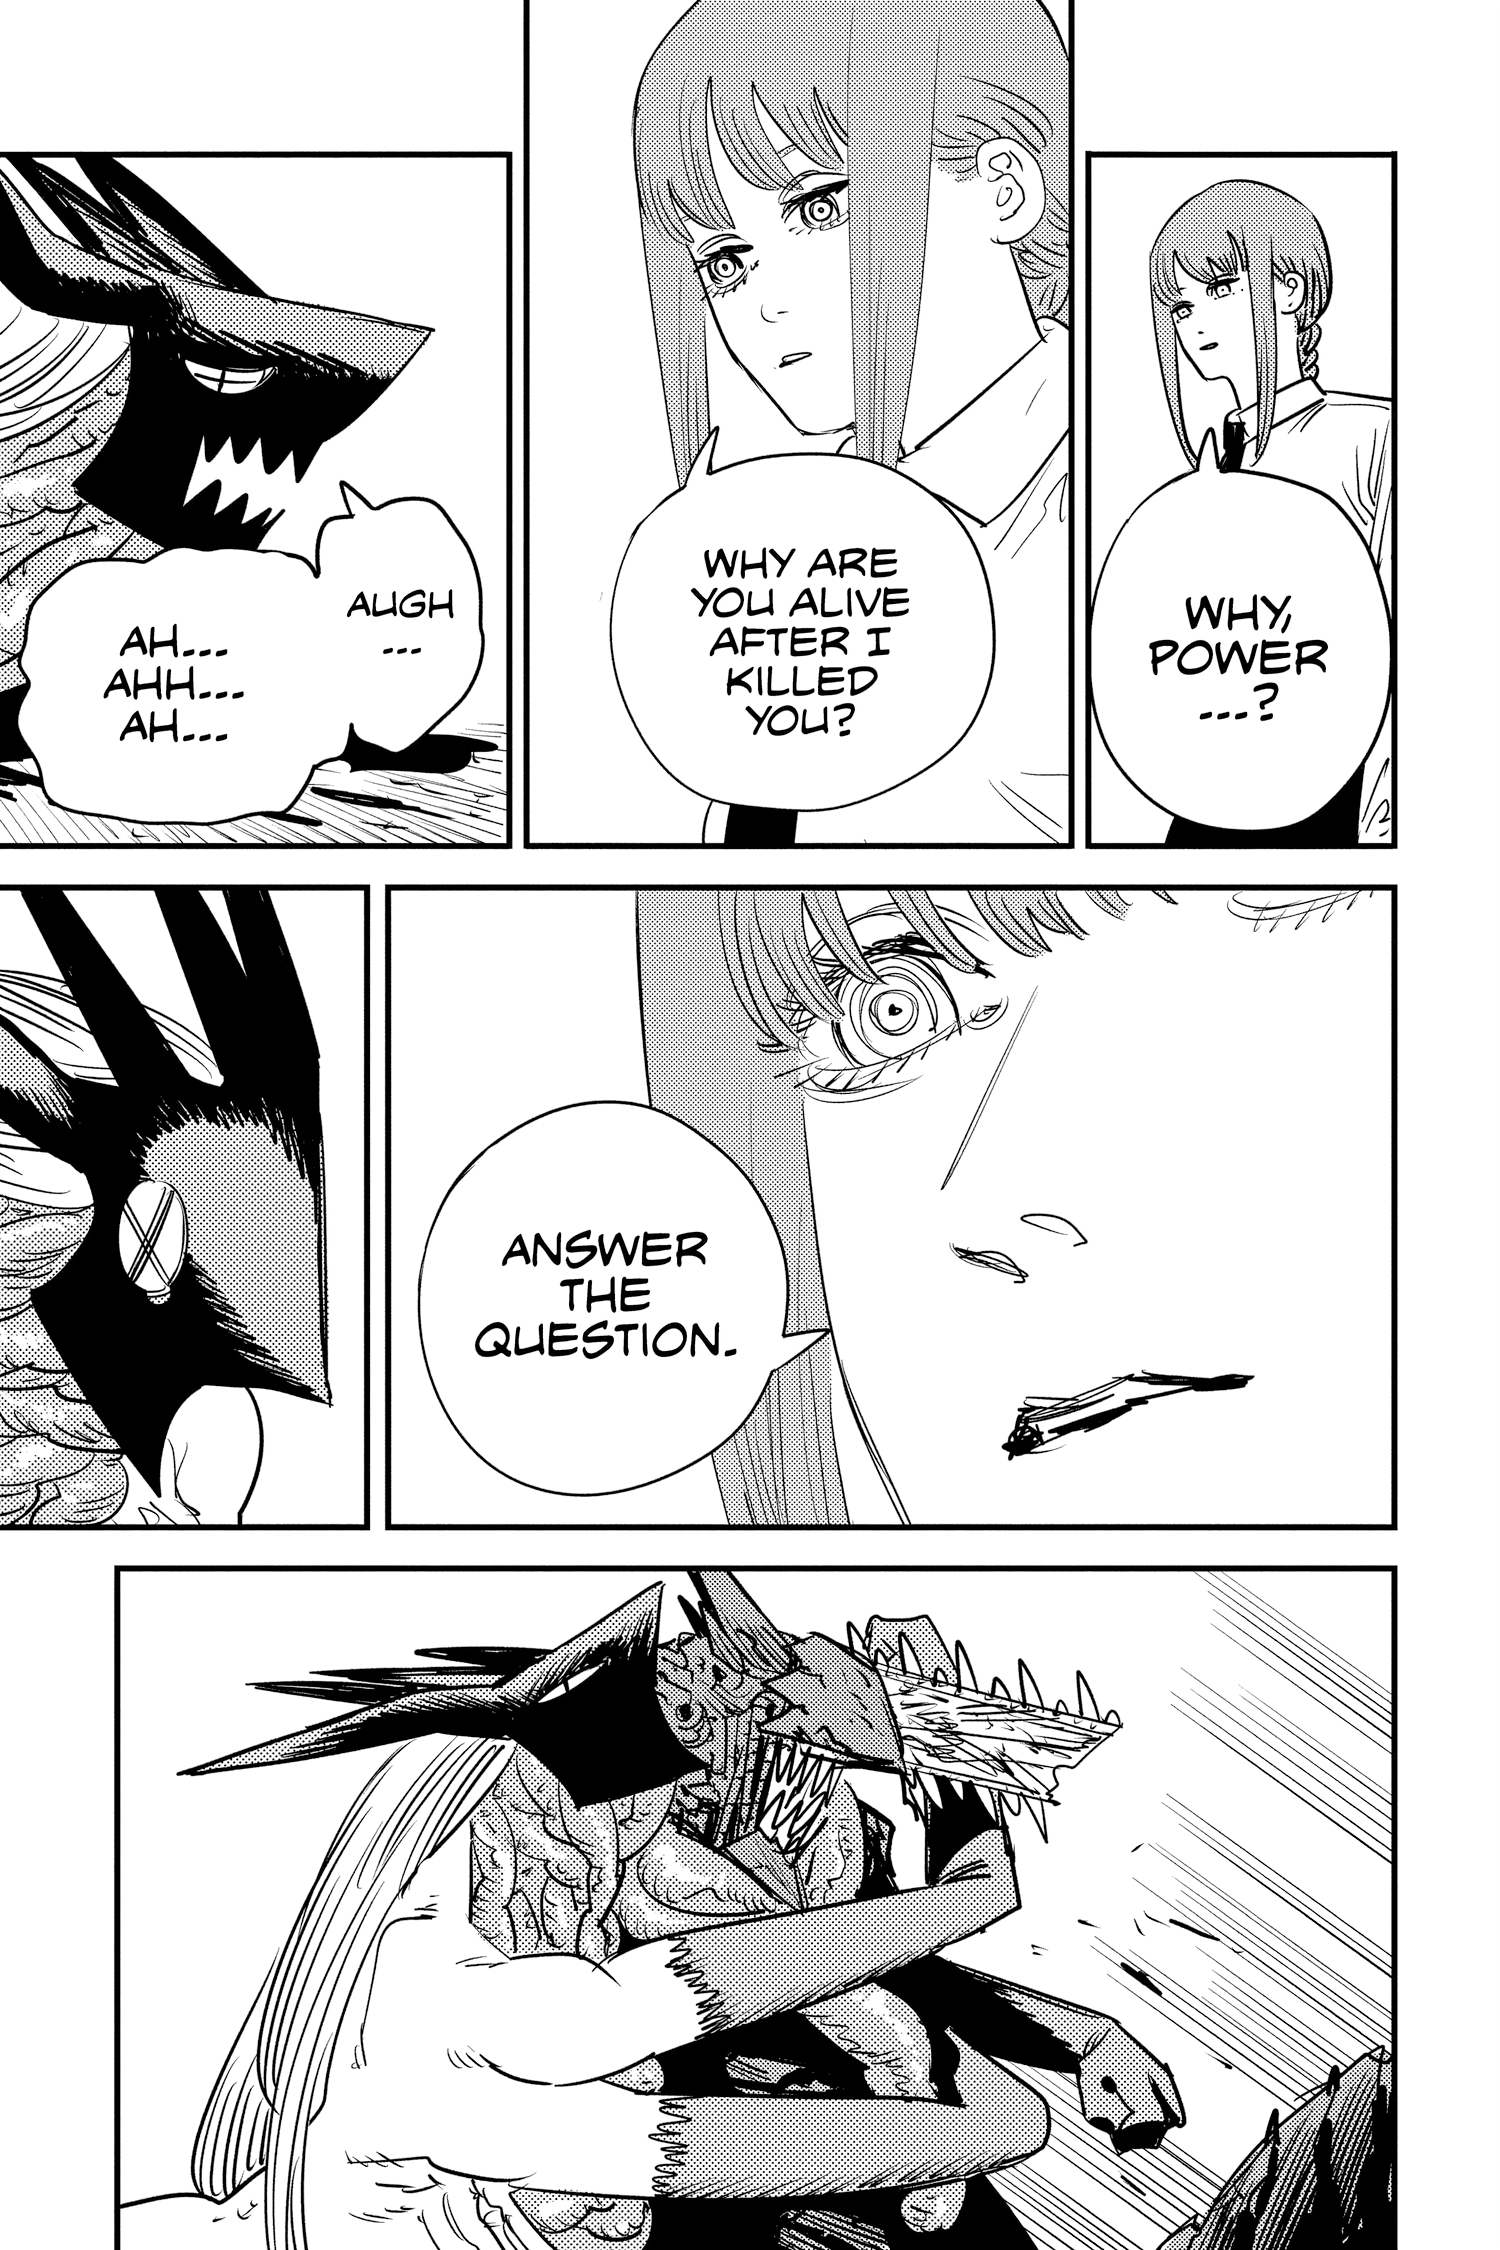 WHY,
POWER
...?
WHY ARE
YOU ALIVE
AFTER I
KILLED
YOU?
AUGH
...
AH...
AHH...
AH...
ANSWER
THE
QUESTION.